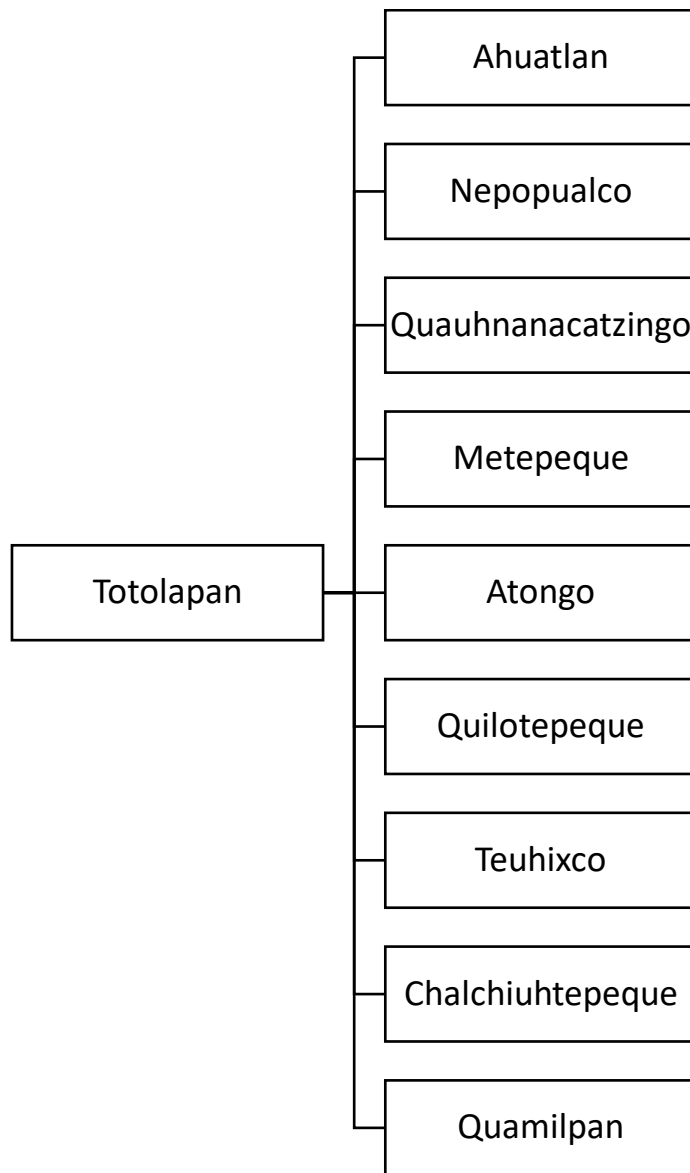 Totolapan
Ahuatlan
Nepopualco
Quauhnanacatzingo
Metepeque
Atongo
Quilotepeque
Teuhixco
Chalchiuhtepeque
Quamilpan